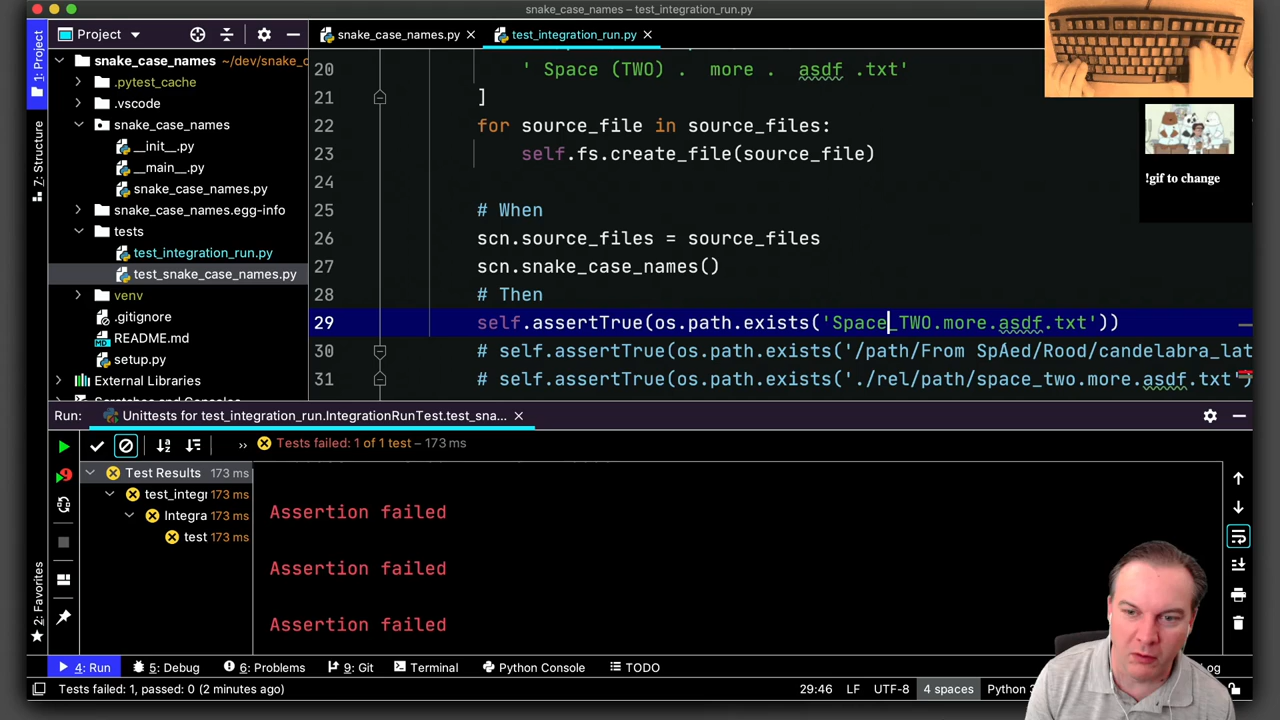 snake_case_names – test_integration_run.py
Project
snake_case_names.py
test_integration_run.py
1: Project
7: Structure
2: Favorites
snake_case_names ~/dev/snake_c
.pytest_cache
.vscode
snake_case_names
__init__.py
__main__.py
snake_case_names.py
snake_case_names.egg-info
tests
test_integration_run.py
test_snake_case_names.py
venv
.gitignore
README.md
setup.py
External Libraries
20 ' Space (TWO) .  more .  asdf .txt'
21 ]
22 for source_file in source_files:
23 self.fs.create_file(source_file)
24
25 # When
26 scn.source_files = source_files
27 scn.snake_case_names()
28 # Then
29 self.assertTrue(os.path.exists('Space_TWO.more.asdf.txt'))
30 # self.assertTrue(os.path.exists('/path/From SpAed/Rood/candelabra_lat
31 # self.assertTrue(os.path.exists('./rel/path/space_two.more.asdf.txt'
!gif to change
Run: Unittests for test_integration_run.IntegrationRunTest.test_sna...
Tests failed: 1 of 1 test – 173 ms
Test Results 173 ms
test_integr 173 ms
Integra 173 ms
test 173 ms
Assertion failed
Assertion failed
Assertion failed
4: Run
5: Debug
6: Problems
9: Git
Terminal
Python Console
TODO
Tests failed: 1, passed: 0 (2 minutes ago)
29:46 LF UTF-8 4 spaces Python